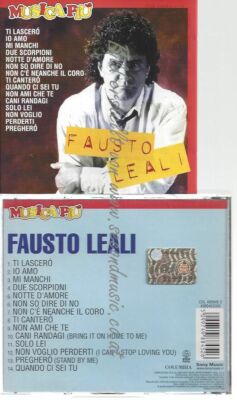 MUSICA PIÙ
TI LASCERÒ
IO AMO
MI MANCHI
DUE SCORPIONI
NOTTE D'AMORE
NON SO DIRE DI NO
NON C'È NEANCHE IL CORO
TI CANTERÒ
QUANDO CI SEI TU
NON AMI CHE TE
CANI RANDAGI
SOLO LEI
NON VOGLIO
PERDERTI
PREGHERÒ
FAUSTO
LEALI
MUSICA PIÙ
FAUSTO LEALI
1. TI LASCERÒ
2. IO AMO
3. MI MANCHI
4. DUE SCORPIONI
5. NOTTE D'AMORE
6. NON SO DIRE DI NO
7. NON C'È NEANCHE IL CORO
8. TI CANTERÒ
9. NON AMI CHE TE
10. CANI RANDAGI (BRING IT ON HOME TO ME)
11. SOLO LEI
12. NON VOGLIO PERDERTI (I CAN'T STOP LOVING YOU)
13. PREGHERÒ (STAND BY ME)
14. QUANDO CI SEI TU
COLUMBIA
Sony Music